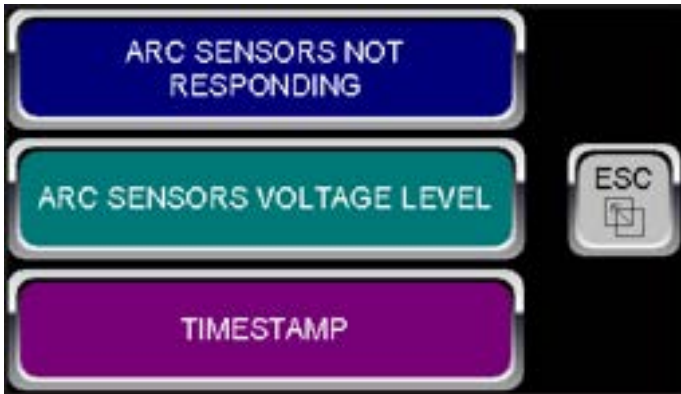 ARC SENSORS NOT
RESPONDING
ARC SENSORS VOLTAGE LEVEL
ESC
TIMESTAMP